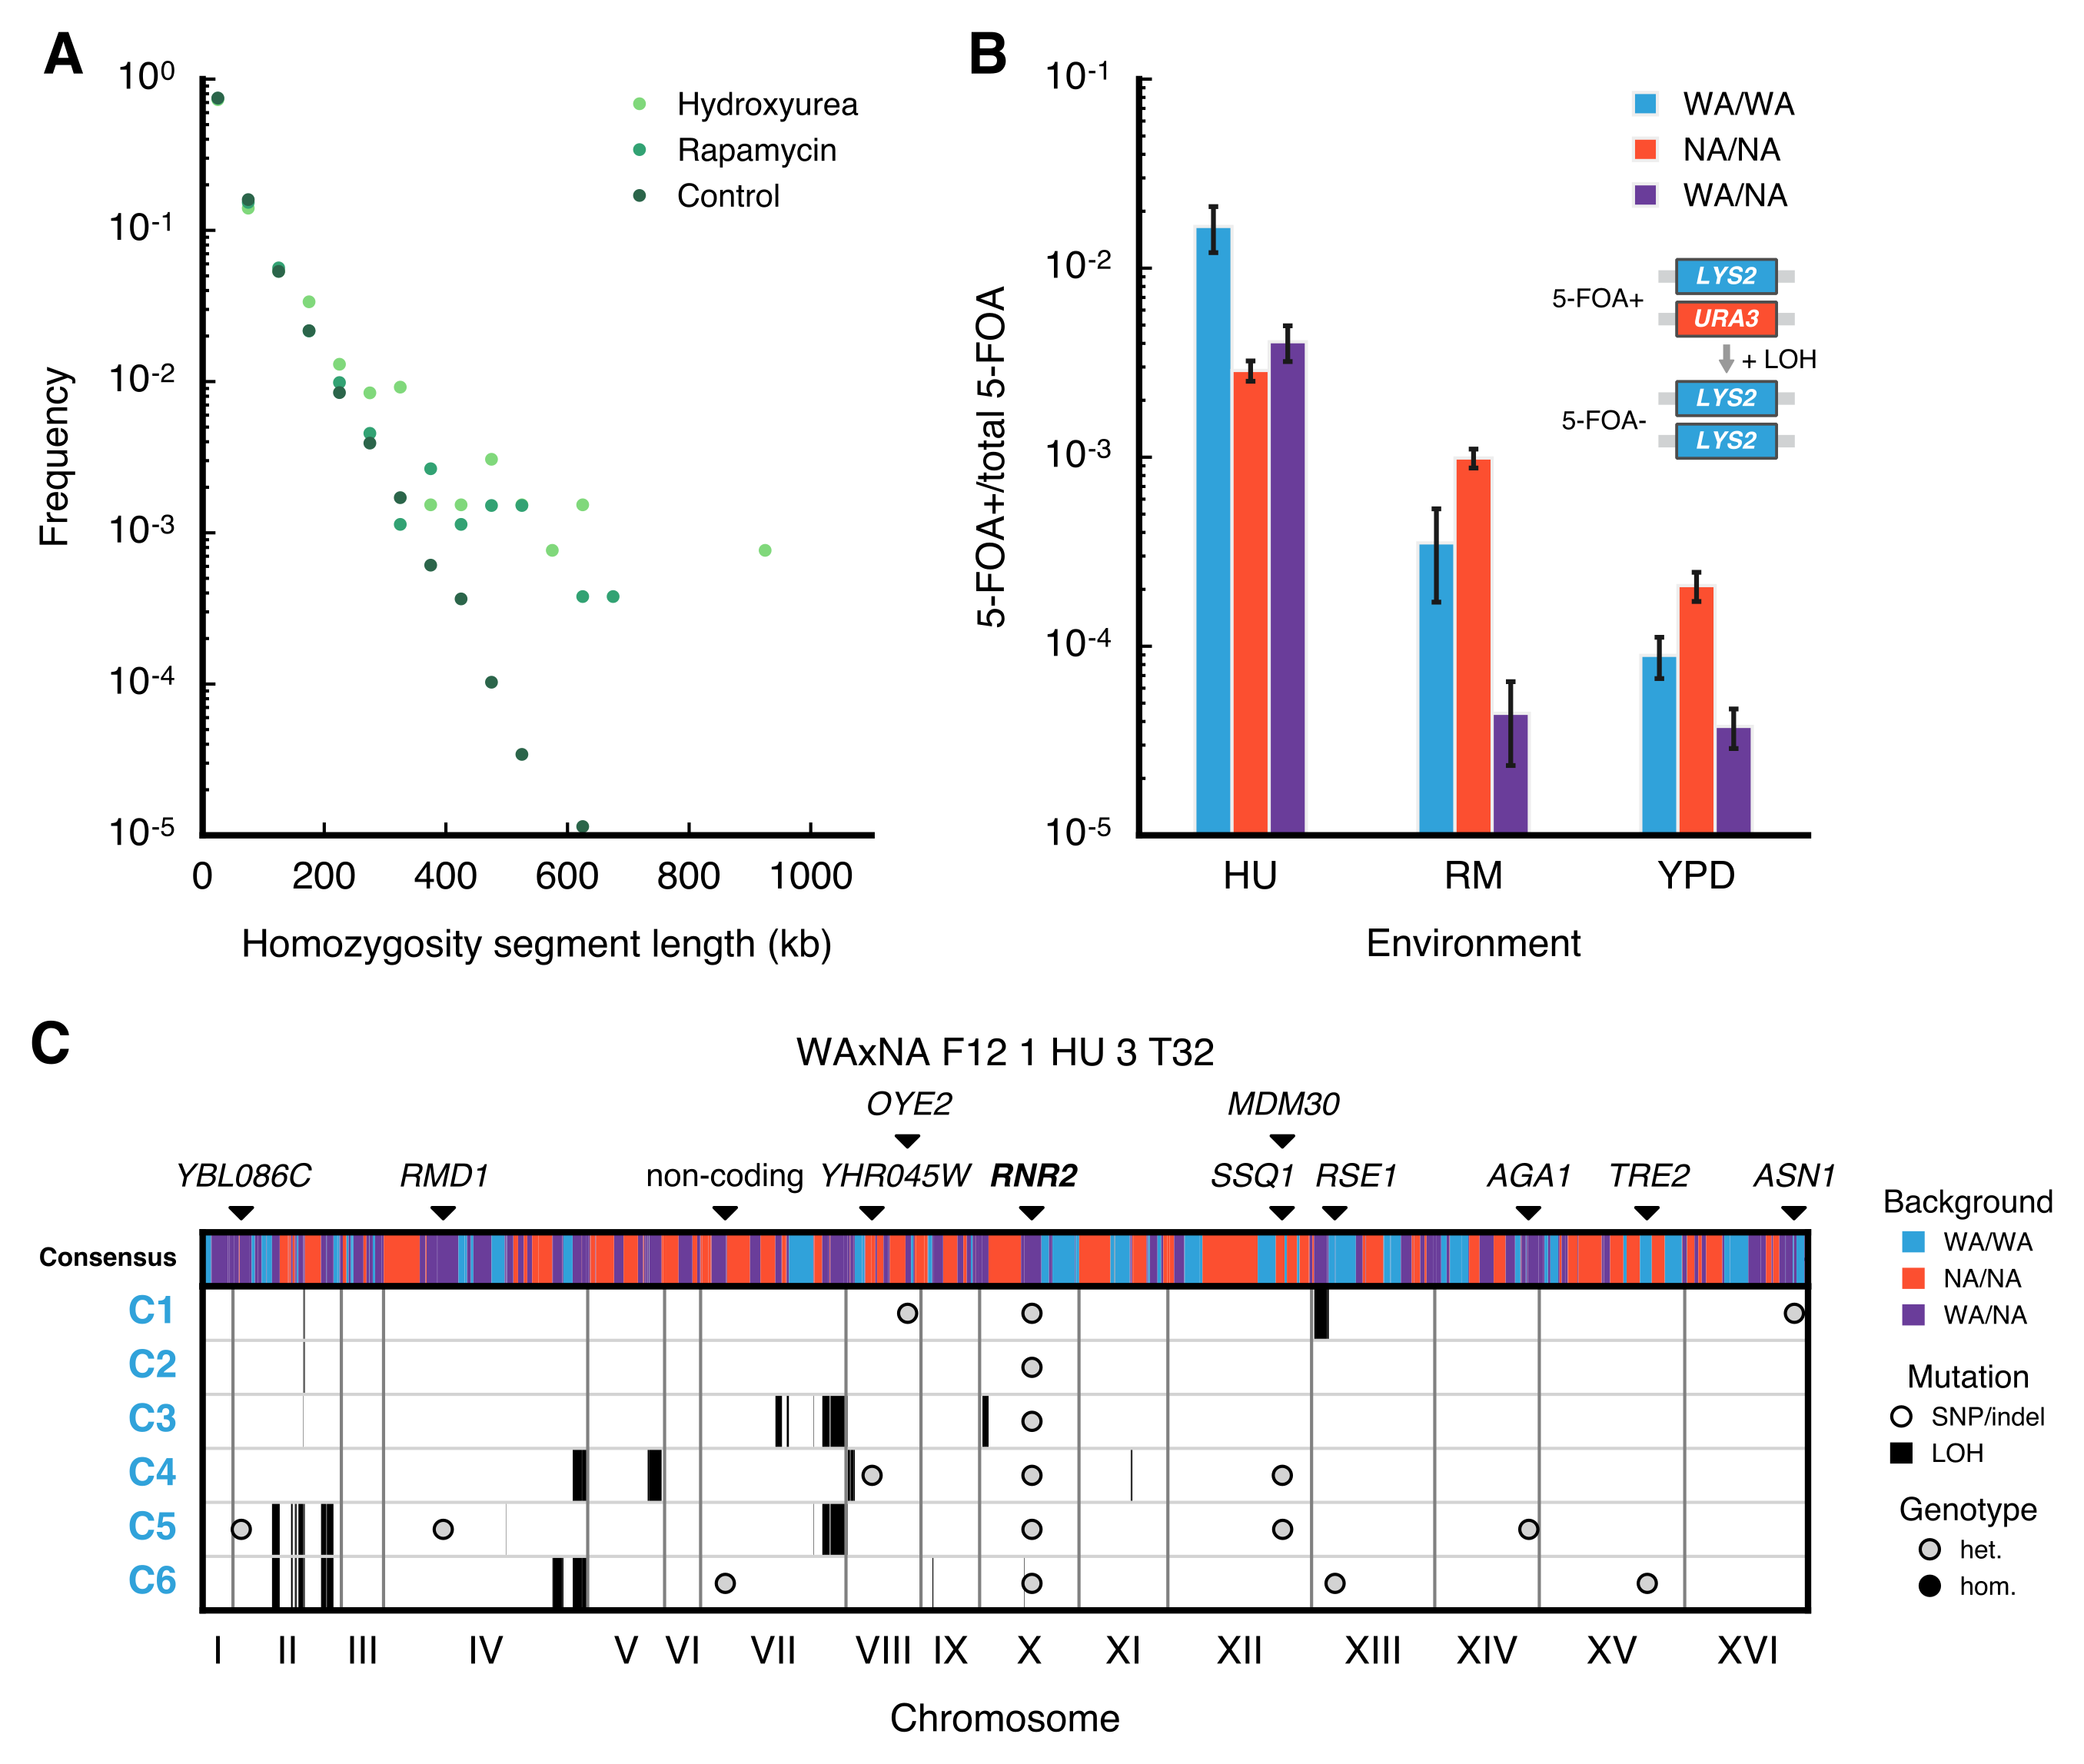 A
10⁰
10⁻¹
10⁻²
10⁻³
10⁻⁴
10⁻⁵
Frequency
Hydroxyurea
Rapamycin
Control
0 200 400 600 800 1000
Homozygosity segment length (kb)
B
10⁻¹
10⁻²
10⁻³
10⁻⁴
10⁻⁵
5-FOA+/total 5-FOA
WA/WA
NA/NA
WA/NA
5-FOA+
LYS2
URA3
+ LOH
5-FOA-
LYS2
LYS2
HU RM YPD
Environment
C
WAxNA F12 1 HU 3 T32
OYE2 MDM30
YBL086C RMD1 non-coding YHR045W RNR2 SSQ1 RSE1 AGA1 TRE2 ASN1
Consensus
C1
C2
C3
C4
C5
C6
I II III IV V VI VII VIII IX X XI XII XIII XIV XV XVI
Chromosome
Background
WA/WA
NA/NA
WA/NA
Mutation
SNP/indel
LOH
Genotype
het.
hom.